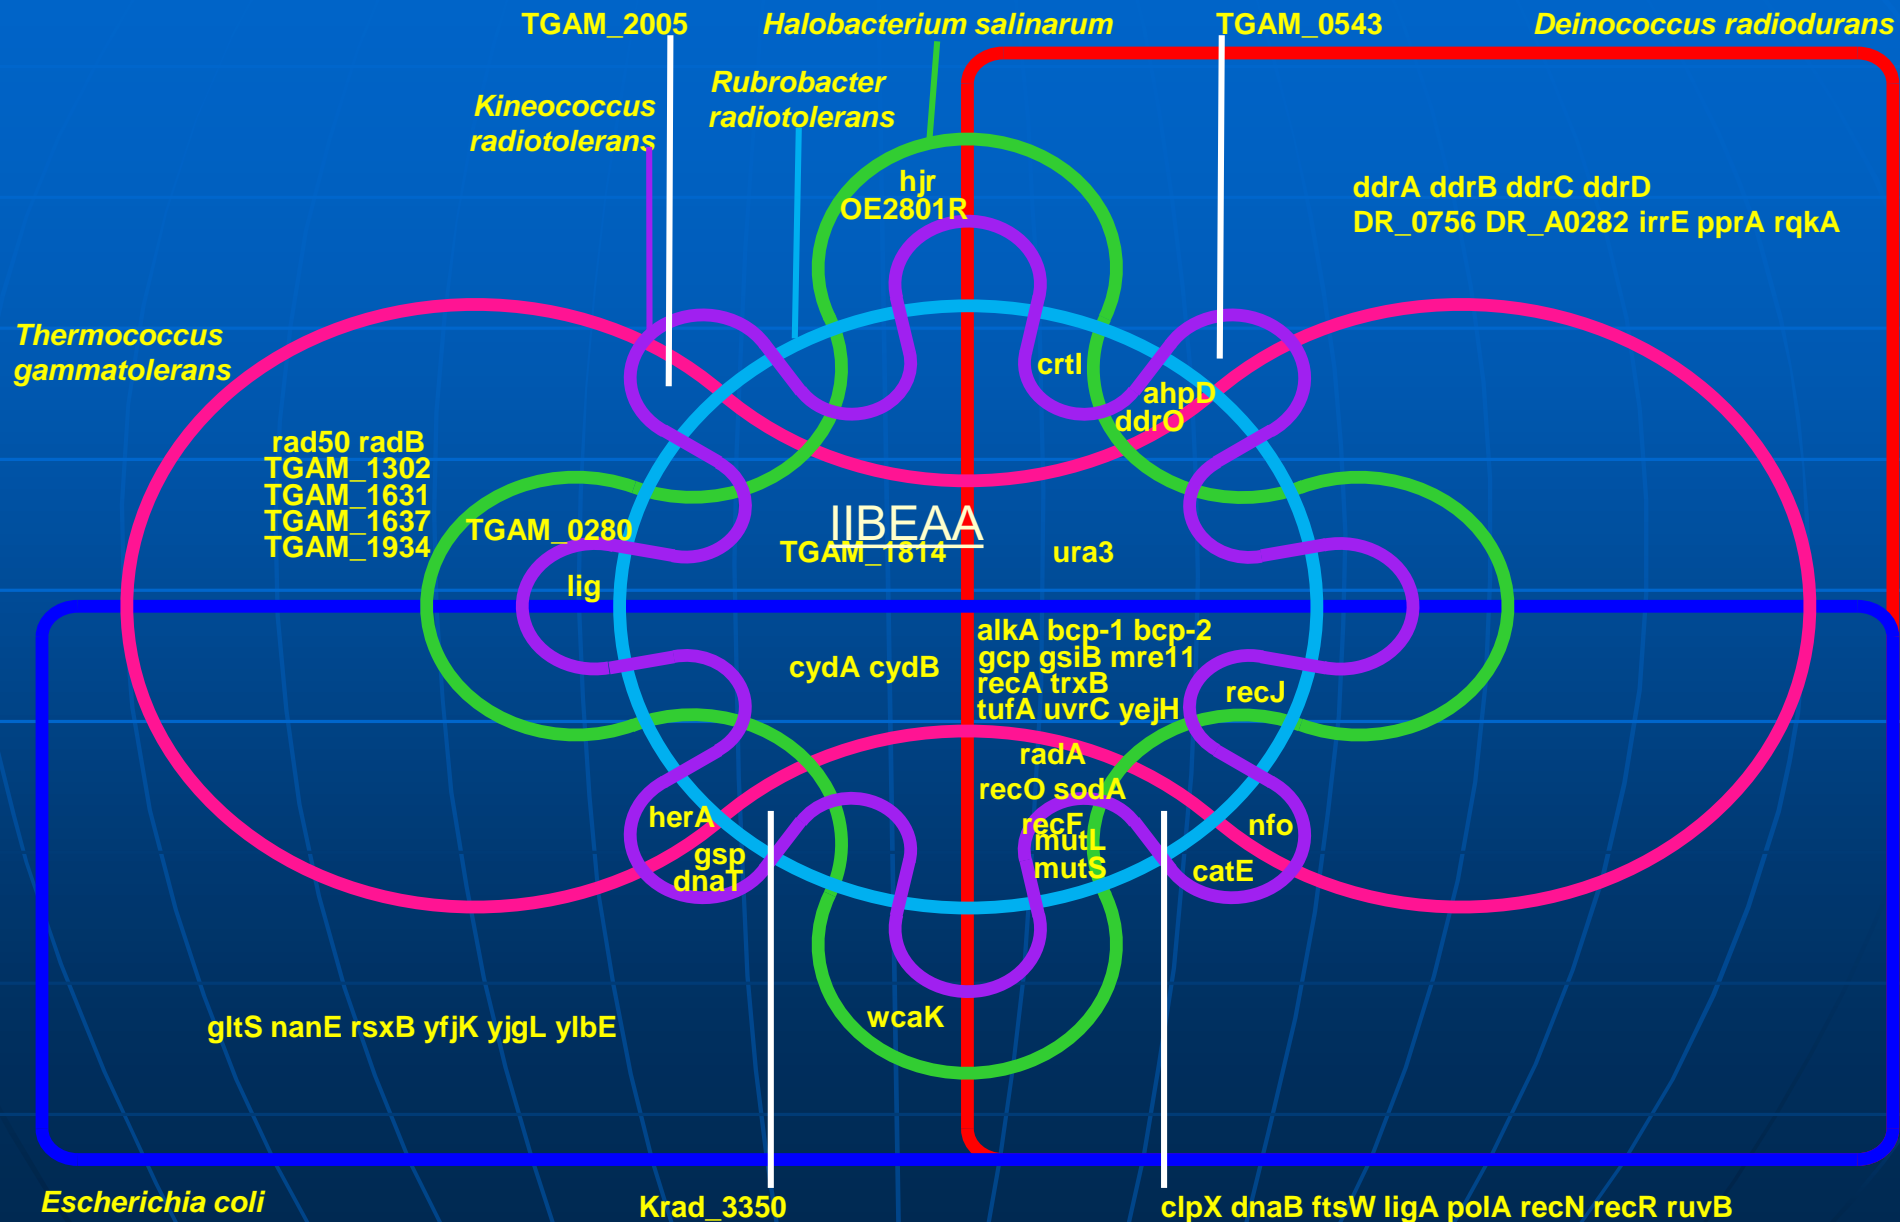 TGAM_2005
Halobacterium salinarum
TGAM_0543
Deinococcus radiodurans
Rubrobacter
radiotolerans
Kineococcus
radiotolerans
hjr
OE2801R
ddrA ddrB ddrC ddrD
DR_0756 DR_A0282 irrE pprA rqkA
Thermococcus
gammatolerans
crtI
ahpD
ddrO
rad50 radB
TGAM_1302
TGAM_1631
TGAM_1637
TGAM_1934
TGAM_0280
IIBEAA
TGAM_1814
ura3
lig
alkA bcp-1 bcp-2
gcp gsiB mre11
recA trxB
tufA uvrC yejH
cydA cydB
recJ
radA
recO sodA
recF
mutL
mutS
herA
gsp
dnaT
nfo
catE
wcaK
gltS nanE rsxB yfjK yjgL ylbE
Escherichia coli
Krad_3350
clpX dnaB ftsW ligA polA recN recR ruvB